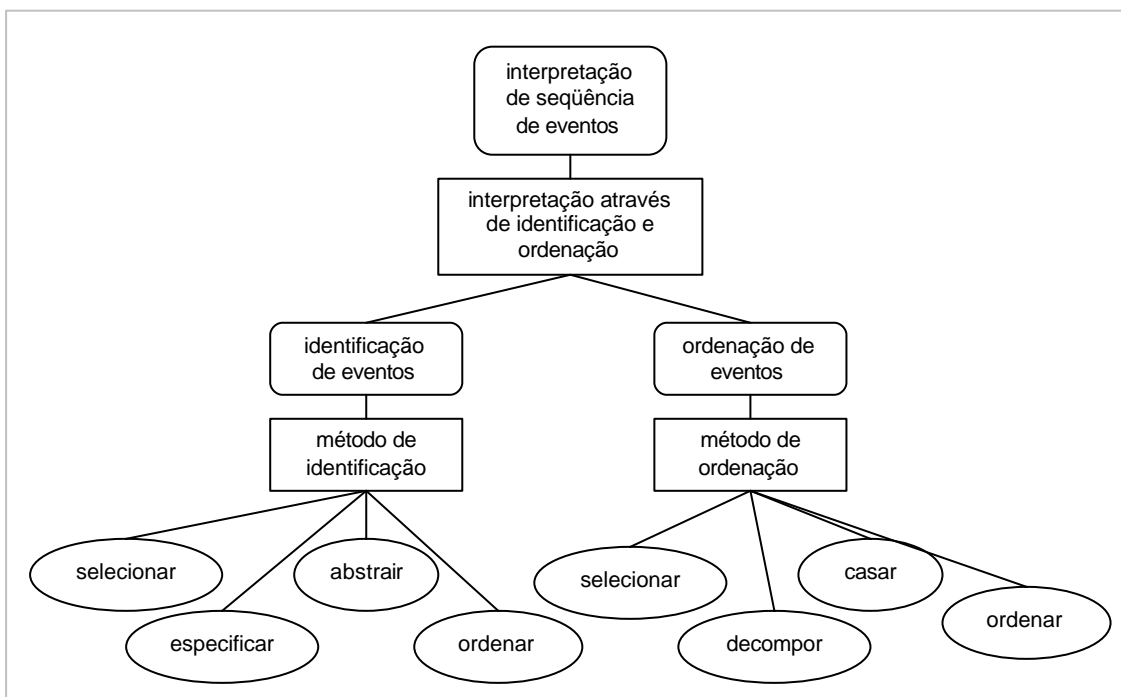 interpretação
de seqüência
de eventos
interpretação através
de identificação e
ordenação
identificação
de eventos
ordenação de
eventos
método de
identificação
método de
ordenação
selecionar
abstrair
selecionar
casar
ordenar
especificar
ordenar
decompor